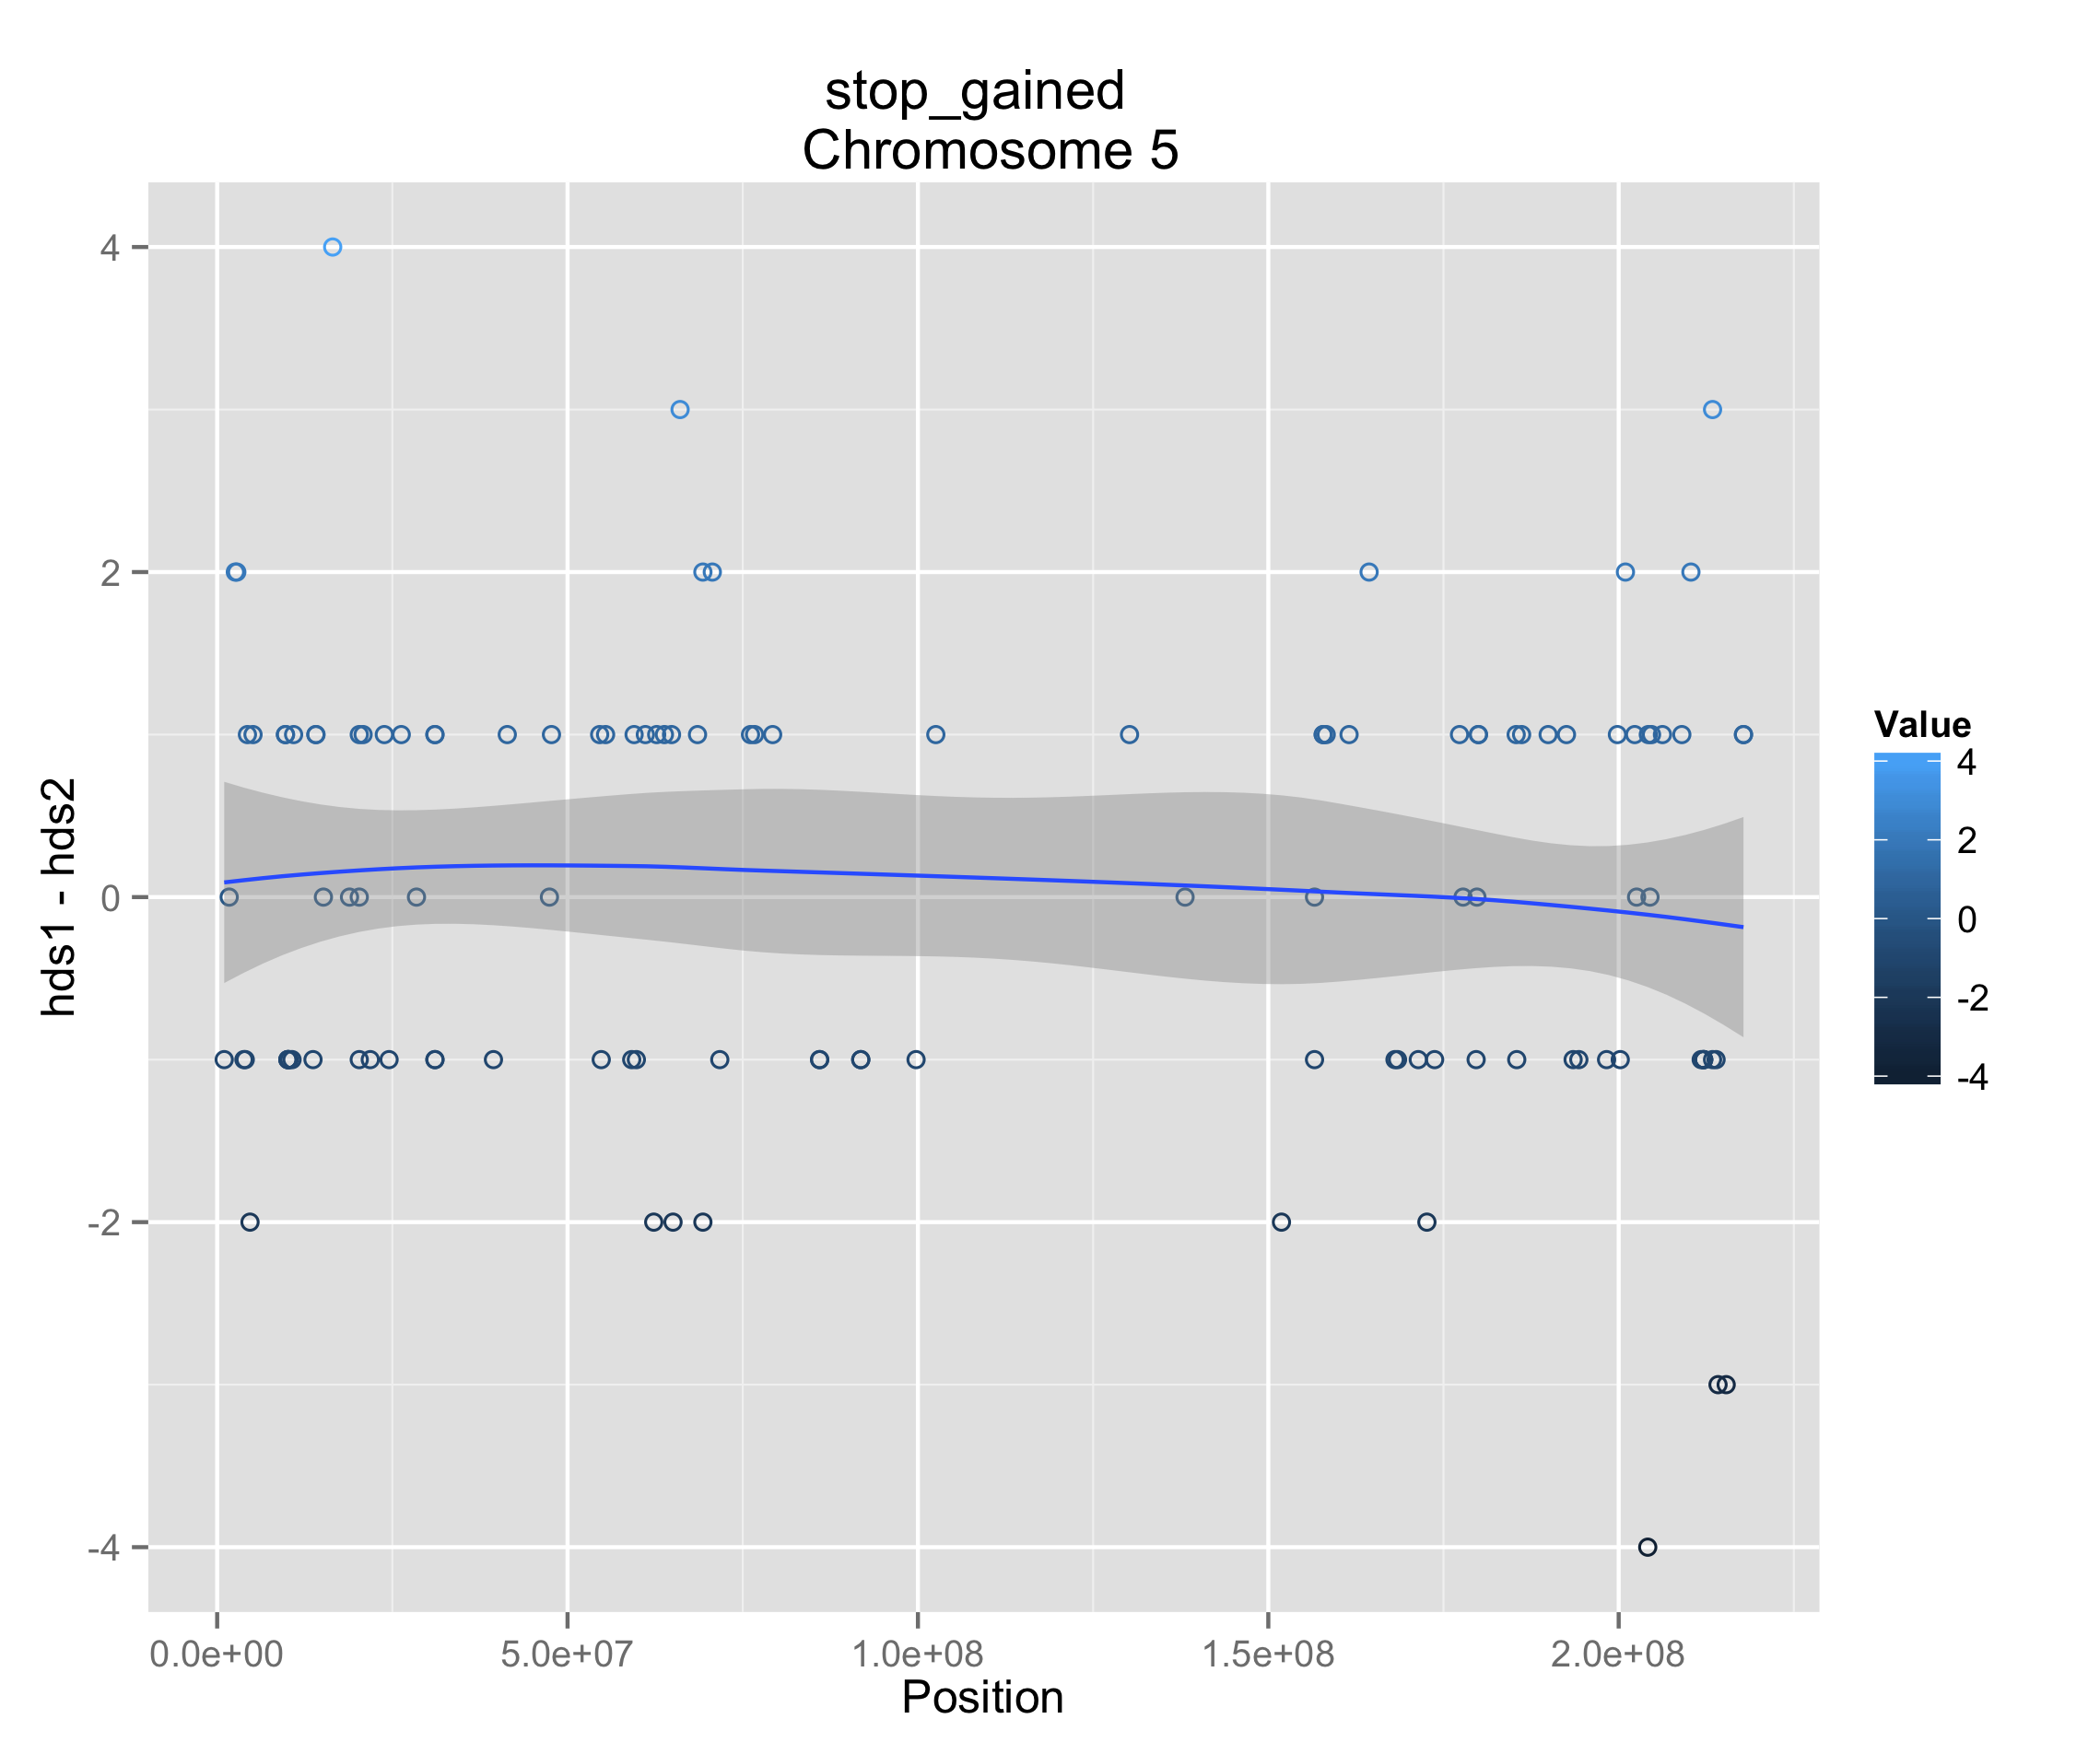 stop_gained
Chromosome 5
hds1 - hds2
4
2
0
-2
-4
0.0e+00
5.0e+07
1.0e+08
1.5e+08
2.0e+08
Position
Value
4
2
0
-2
-4